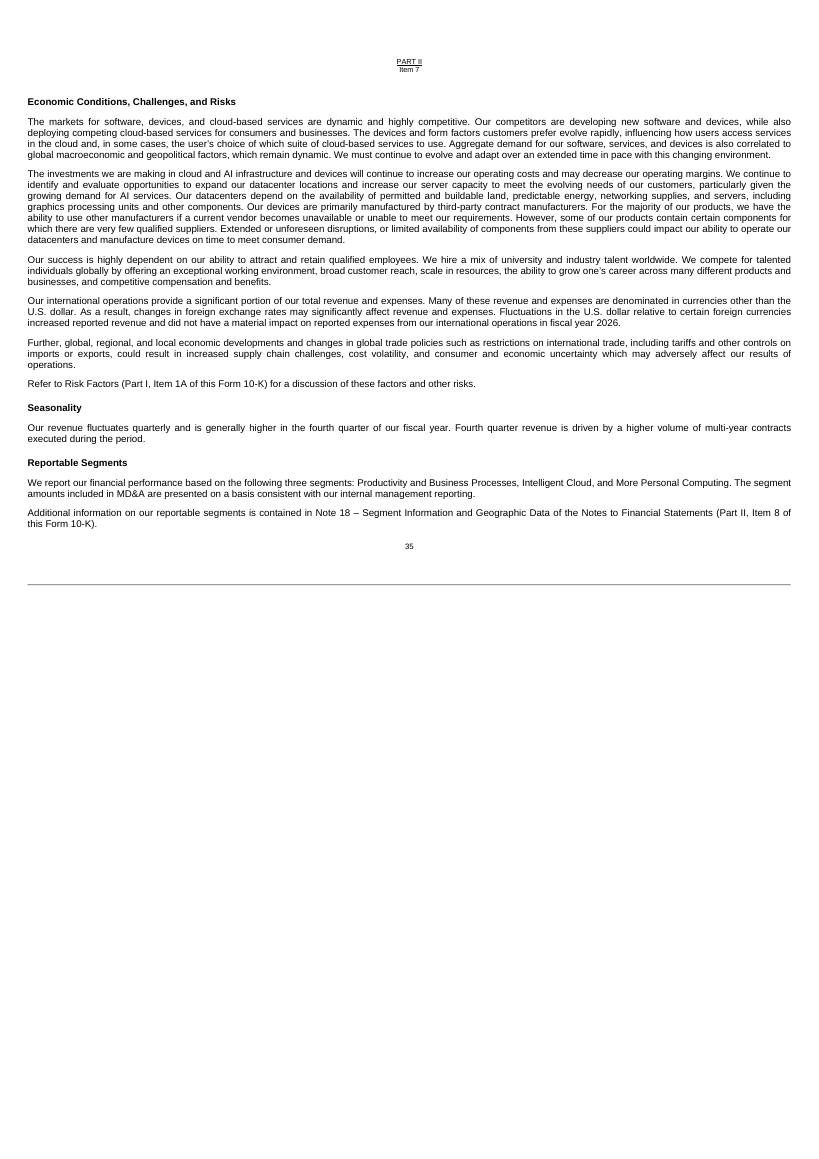 PART II
Item 7
Economic Conditions, Challenges, and Risks
The markets for software, devices, and cloud-based services are dynamic and highly competitive. Our competitors are developing new software and devices, while also
deploying competing cloud-based services for consumers and businesses. The devices and form factors customers prefer evolve rapidly, influencing how users access services
in the cloud and, in some cases, the user’s choice of which suite of cloud-based services to use. Aggregate demand for our software, services, and devices is also correlated to
global macroeconomic and geopolitical factors, which remain dynamic. We must continue to evolve and adapt over an extended time in pace with this changing environment.
The investments we are making in cloud and AI infrastructure and devices will continue to increase our operating costs and may decrease our operating margins. We continue to
identify and evaluate opportunities to expand our datacenter locations and increase our server capacity to meet the evolving needs of our customers, particularly given the
growing demand for AI services. Our datacenters depend on the availability of permitted and buildable land, predictable energy, networking supplies, and servers, including
graphics processing units and other components. Our devices are primarily manufactured by third-party contract manufacturers. For the majority of our products, we have the
ability to use other manufacturers if a current vendor becomes unavailable or unable to meet our requirements. However, some of our products contain certain components for
which there are very few qualified suppliers. Extended or unforeseen disruptions, or limited availability of components from these suppliers could impact our ability to operate our
datacenters and manufacture devices on time to meet consumer demand.
Our success is highly dependent on our ability to attract and retain qualified employees. We hire a mix of university and industry talent worldwide. We compete for talented
individuals globally by offering an exceptional working environment, broad customer reach, scale in resources, the ability to grow one’s career across many different products and
businesses, and competitive compensation and benefits.
Our international operations provide a significant portion of our total revenue and expenses. Many of these revenue and expenses are denominated in currencies other than the
U.S. dollar. As a result, changes in foreign exchange rates may significantly affect revenue and expenses. Fluctuations in the U.S. dollar relative to certain foreign currencies
increased reported revenue and did not have a material impact on reported expenses from our international operations in fiscal year 2026.
Further, global, regional, and local economic developments and changes in global trade policies such as restrictions on international trade, including tariffs and other controls on
imports or exports, could result in increased supply chain challenges, cost volatility, and consumer and economic uncertainty which may adversely affect our results of
operations.
Refer to Risk Factors (Part I, Item 1A of this Form 10-K) for a discussion of these factors and other risks.
Seasonality
Our revenue fluctuates quarterly and is generally higher in the fourth quarter of our fiscal year. Fourth quarter revenue is driven by a higher volume of multi-year contracts
executed during the period.
Reportable Segments
We report our financial performance based on the following three segments: Productivity and Business Processes, Intelligent Cloud, and More Personal Computing. The segment
amounts included in MD&A are presented on a basis consistent with our internal management reporting.
Additional information on our reportable segments is contained in Note 18 – Segment Information and Geographic Data of the Notes to Financial Statements (Part II, Item 8 of
this Form 10-K).
35